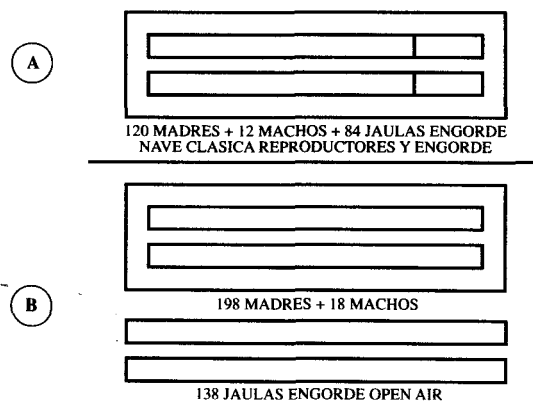 A
120 MADRES + 12 MACHOS + 84 JAULAS ENGORDE
NAVE CLASICA REPRODUCTORES Y ENGORDE
B
198 MADRES + 18 MACHOS
138 JAULAS ENGORDE OPEN AIR